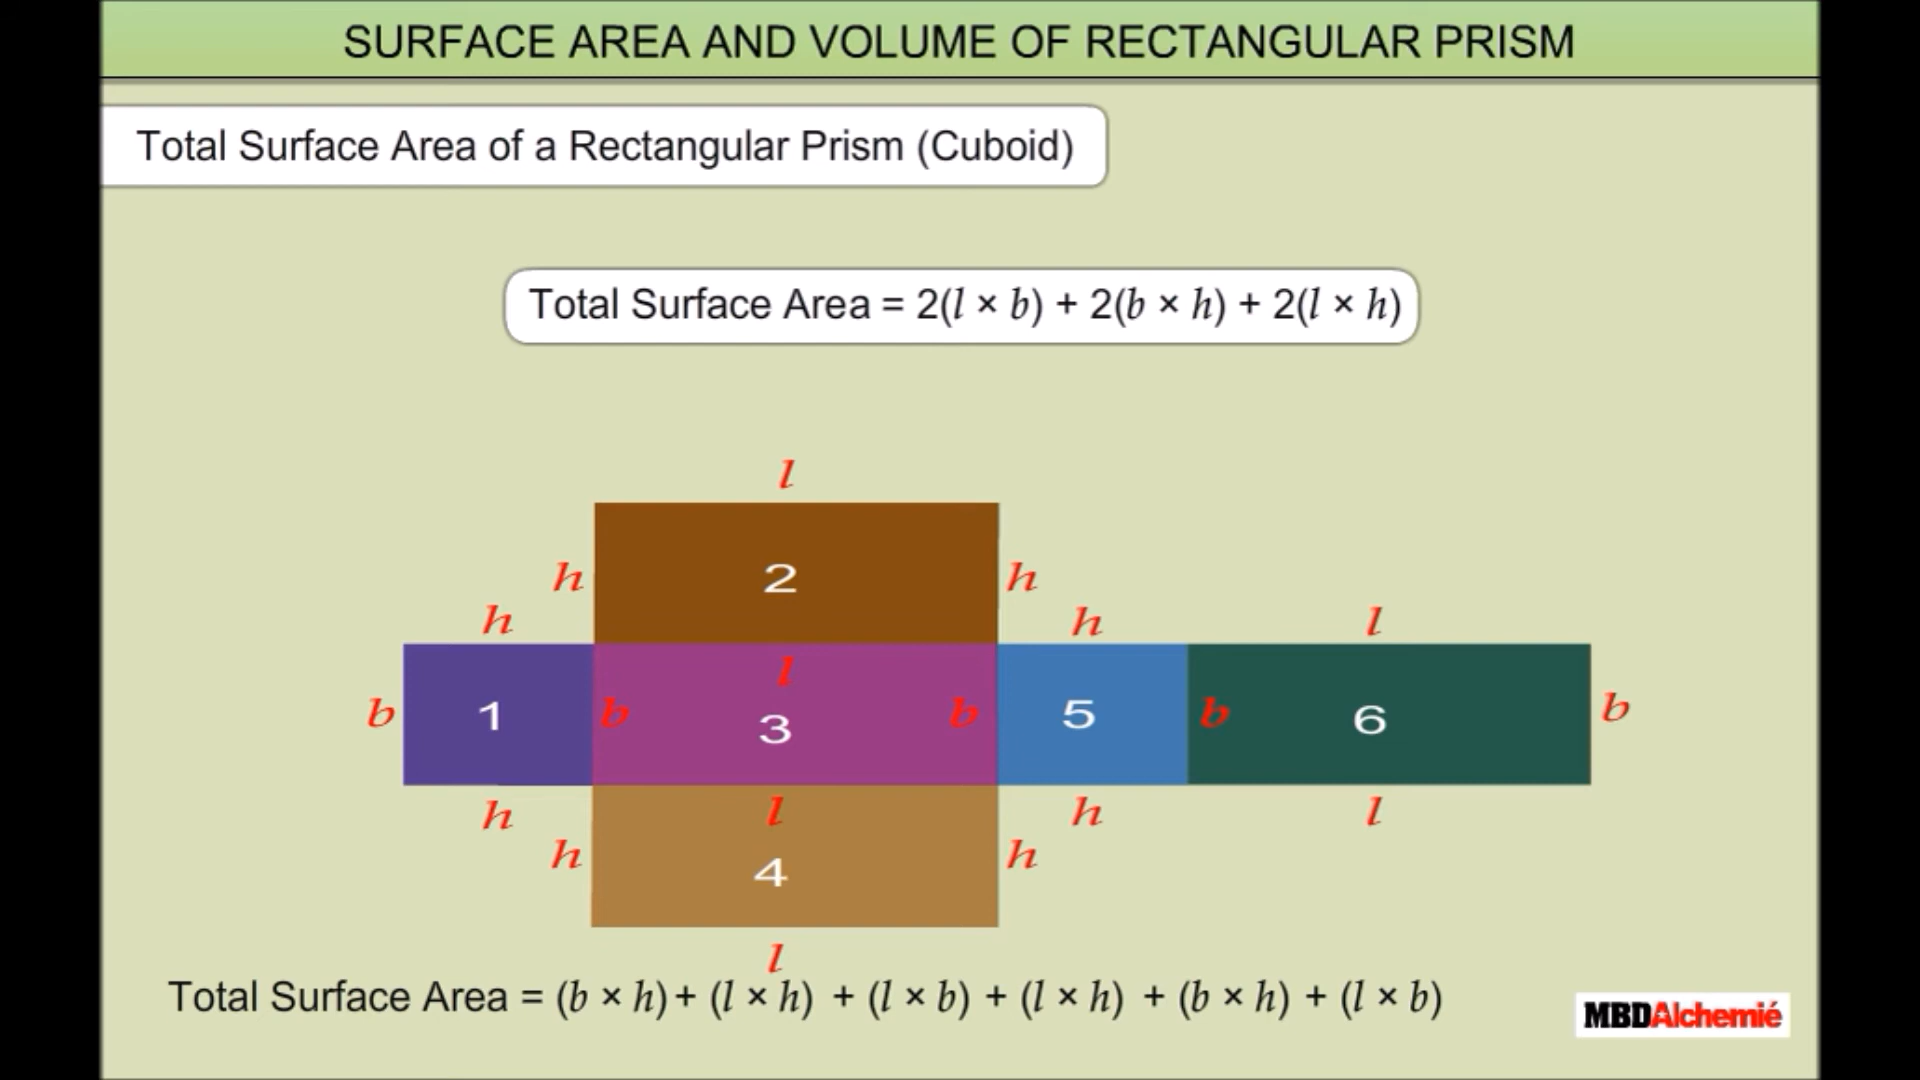 SURFACE AREA AND VOLUME OF RECTANGULAR PRISM
Total Surface Area of a Rectangular Prism (Cuboid)
Total Surface Area = 2(l × b) + 2(b × h) + 2(l × h)
l
h 2 h
h h l
l
b 1 b 3 b 5 b 6 b
h l h l
h 4 h
l
Total Surface Area = (b × h) + (l × h) + (l × b) + (l × h) + (b × h) + (l × b)
MBDAlchemié